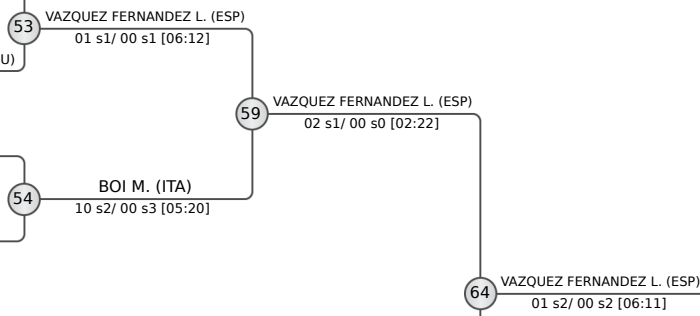 53
VAZQUEZ FERNANDEZ L. (ESP)
01 s1/ 00 s1 [06:12]
U)
59
VAZQUEZ FERNANDEZ L. (ESP)
02 s1/ 00 s0 [02:22]
54
BOI M. (ITA)
10 s2/ 00 s3 [05:20]
64
VAZQUEZ FERNANDEZ L. (ESP)
01 s2/ 00 s2 [06:11]